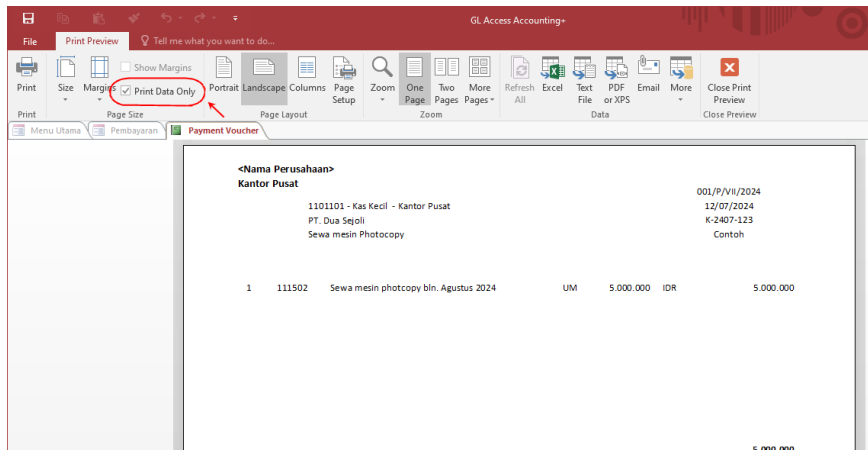 GL Access Accounting+
File Print Preview Tell me what you want to do...
Show Margins
Print Data Only
Print Size Margins Portrait Landscape Columns Page Setup Zoom One Page Two Pages More Pages Refresh All Excel Text File PDF or XPS Email More Close Print Preview
Print Page Size Page Layout Zoom Data Close Preview
Menu Utama Pembayaran Payment Voucher
<Nama Perusahaan>
Kantor Pusat
001/P/VII/2024
1101101 - Kas Kecil - Kantor Pusat 12/07/2024
PT. Dua Sejoli K-2407-123
Sewa mesin Photocopy Contoh
1 111502 Sewa mesin photcopy bln. Agustus 2024 UM 5.000.000 IDR 5.000.000
5.000.000